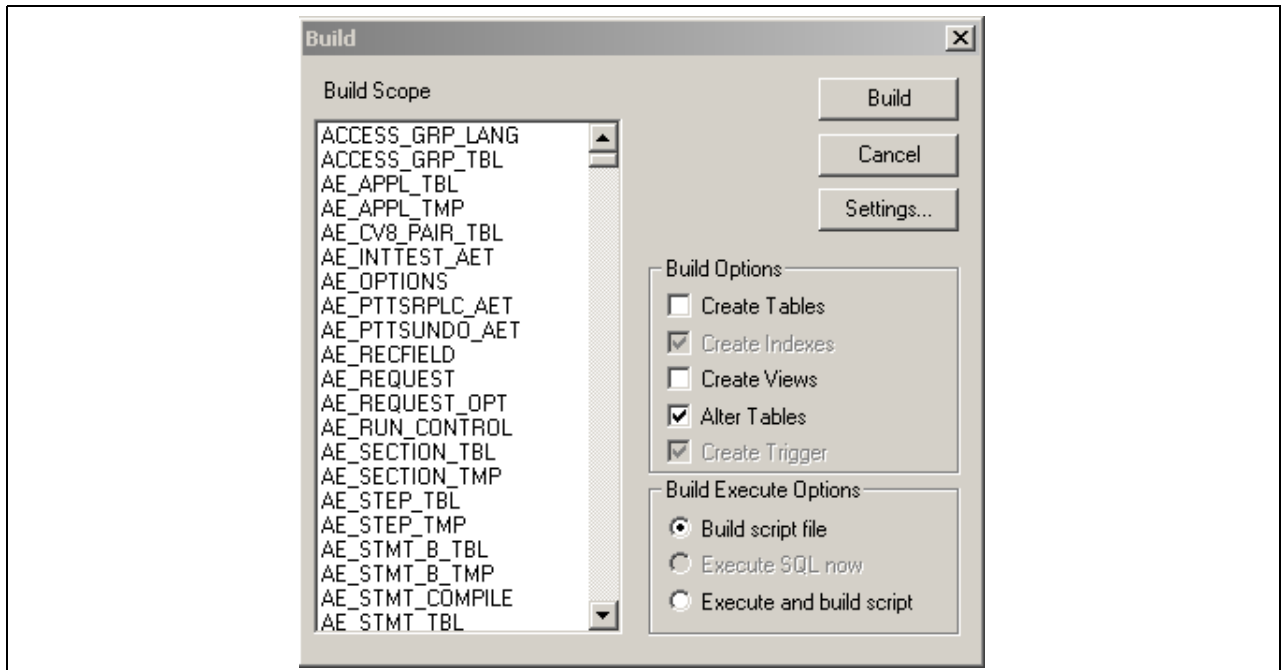 Build
Build Scope
ACCESS_GRP_LANG
ACCESS_GRP_TBL
AE_APPL_TBL
AE_APPL_TMP
AE_CV8_PAIR_TBL
AE_INTTEST_AET
AE_OPTIONS
AE_PTTSRPLC_AET
AE_PTTSUNDO_AET
AE_RECFIELD
AE_REQUEST
AE_REQUEST_OPT
AE_RUN_CONTROL
AE_SECTION_TBL
AE_SECTION_TMP
AE_STEP_TBL
AE_STEP_TMP
AE_STMT_B_TBL
AE_STMT_B_TMP
AE_STMT_COMPILE
AE_STMT_TBL
Build
Cancel
Settings...
Build Options
Create Tables
Create Indexes
Create Views
Alter Tables
Create Trigger
Build Execute Options
Build script file
Execute SQL now
Execute and build script